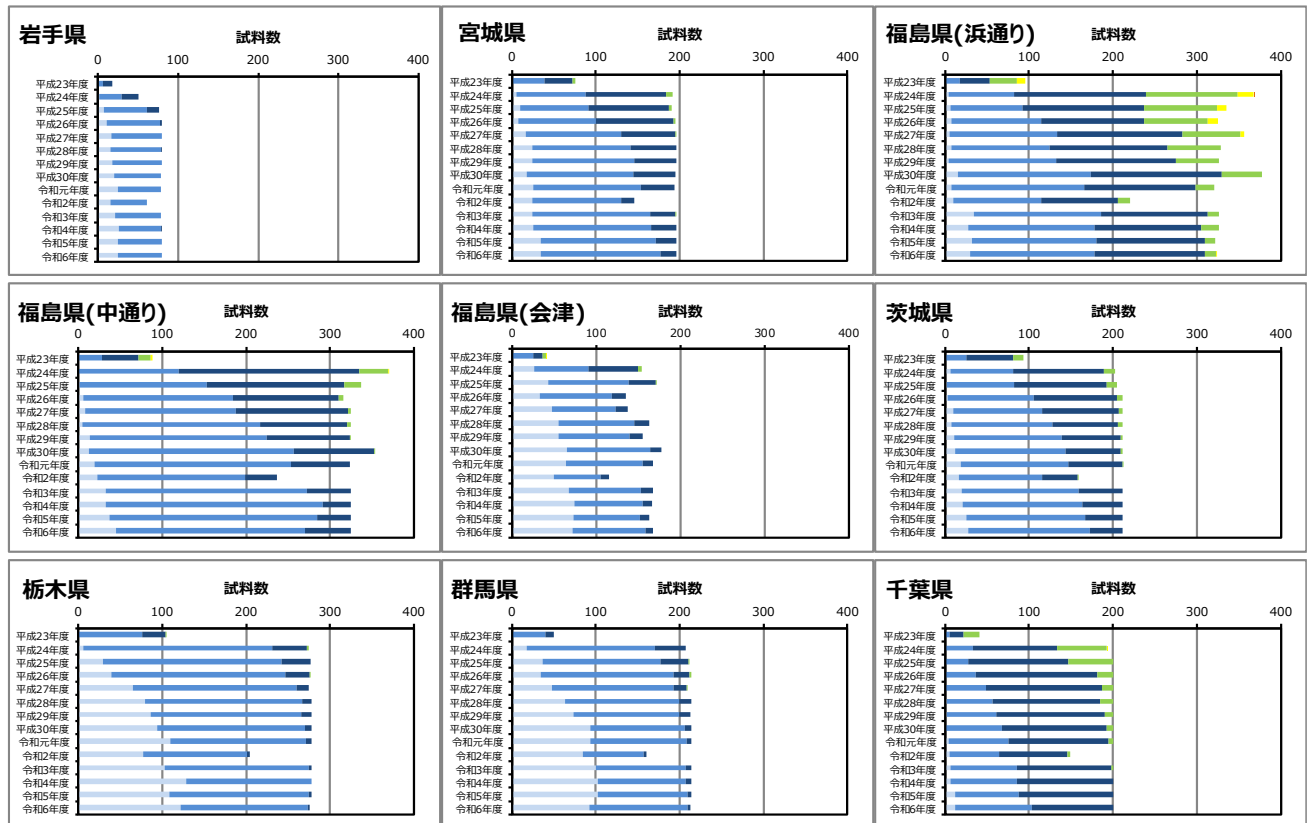 岩手県
試料数
0 100 200 300 400
平成23年度
平成24年度
平成25年度
平成26年度
平成27年度
平成28年度
平成29年度
平成30年度
令和元年度
令和2年度
令和3年度
令和4年度
令和5年度
令和6年度
宮城県
試料数
0 100 200 300 400
平成23年度
平成24年度
平成25年度
平成26年度
平成27年度
平成28年度
平成29年度
平成30年度
令和元年度
令和2年度
令和3年度
令和4年度
令和5年度
令和6年度
福島県(浜通り)
試料数
0 100 200 300 400
平成23年度
平成24年度
平成25年度
平成26年度
平成27年度
平成28年度
平成29年度
平成30年度
令和元年度
令和2年度
令和3年度
令和4年度
令和5年度
令和6年度
福島県(中通り)
試料数
0 100 200 300 400
平成23年度
平成24年度
平成25年度
平成26年度
平成27年度
平成28年度
平成29年度
平成30年度
令和元年度
令和2年度
令和3年度
令和4年度
令和5年度
令和6年度
福島県(会津)
試料数
0 100 200 300 400
平成23年度
平成24年度
平成25年度
平成26年度
平成27年度
平成28年度
平成29年度
平成30年度
令和元年度
令和2年度
令和3年度
令和4年度
令和5年度
令和6年度
茨城県
試料数
0 100 200 300 400
平成23年度
平成24年度
平成25年度
平成26年度
平成27年度
平成28年度
平成29年度
平成30年度
令和元年度
令和2年度
令和3年度
令和4年度
令和5年度
令和6年度
栃木県
試料数
0 100 200 300 400
平成23年度
平成24年度
平成25年度
平成26年度
平成27年度
平成28年度
平成29年度
平成30年度
令和元年度
令和2年度
令和3年度
令和4年度
令和5年度
令和6年度
群馬県
試料数
0 100 200 300 400
平成23年度
平成24年度
平成25年度
平成26年度
平成27年度
平成28年度
平成29年度
平成30年度
令和元年度
令和2年度
令和3年度
令和4年度
令和5年度
令和6年度
千葉県
試料数
0 100 200 300 400
平成23年度
平成24年度
平成25年度
平成26年度
平成27年度
平成28年度
平成29年度
平成30年度
令和元年度
令和2年度
令和3年度
令和4年度
令和5年度
令和6年度